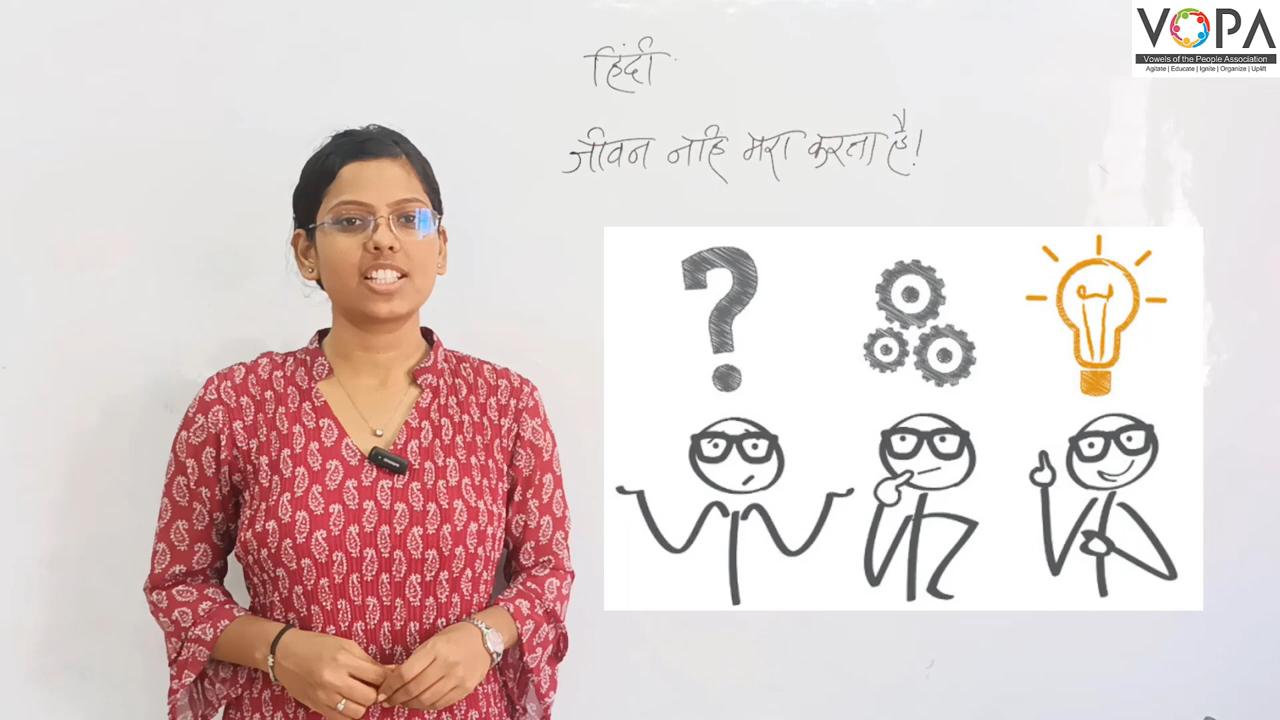 हिंदी
जीवन नहि मरा करता है!
VOPA
Vowels of the People Association
Agitate | Educate | Ignite | Organize | Uplift